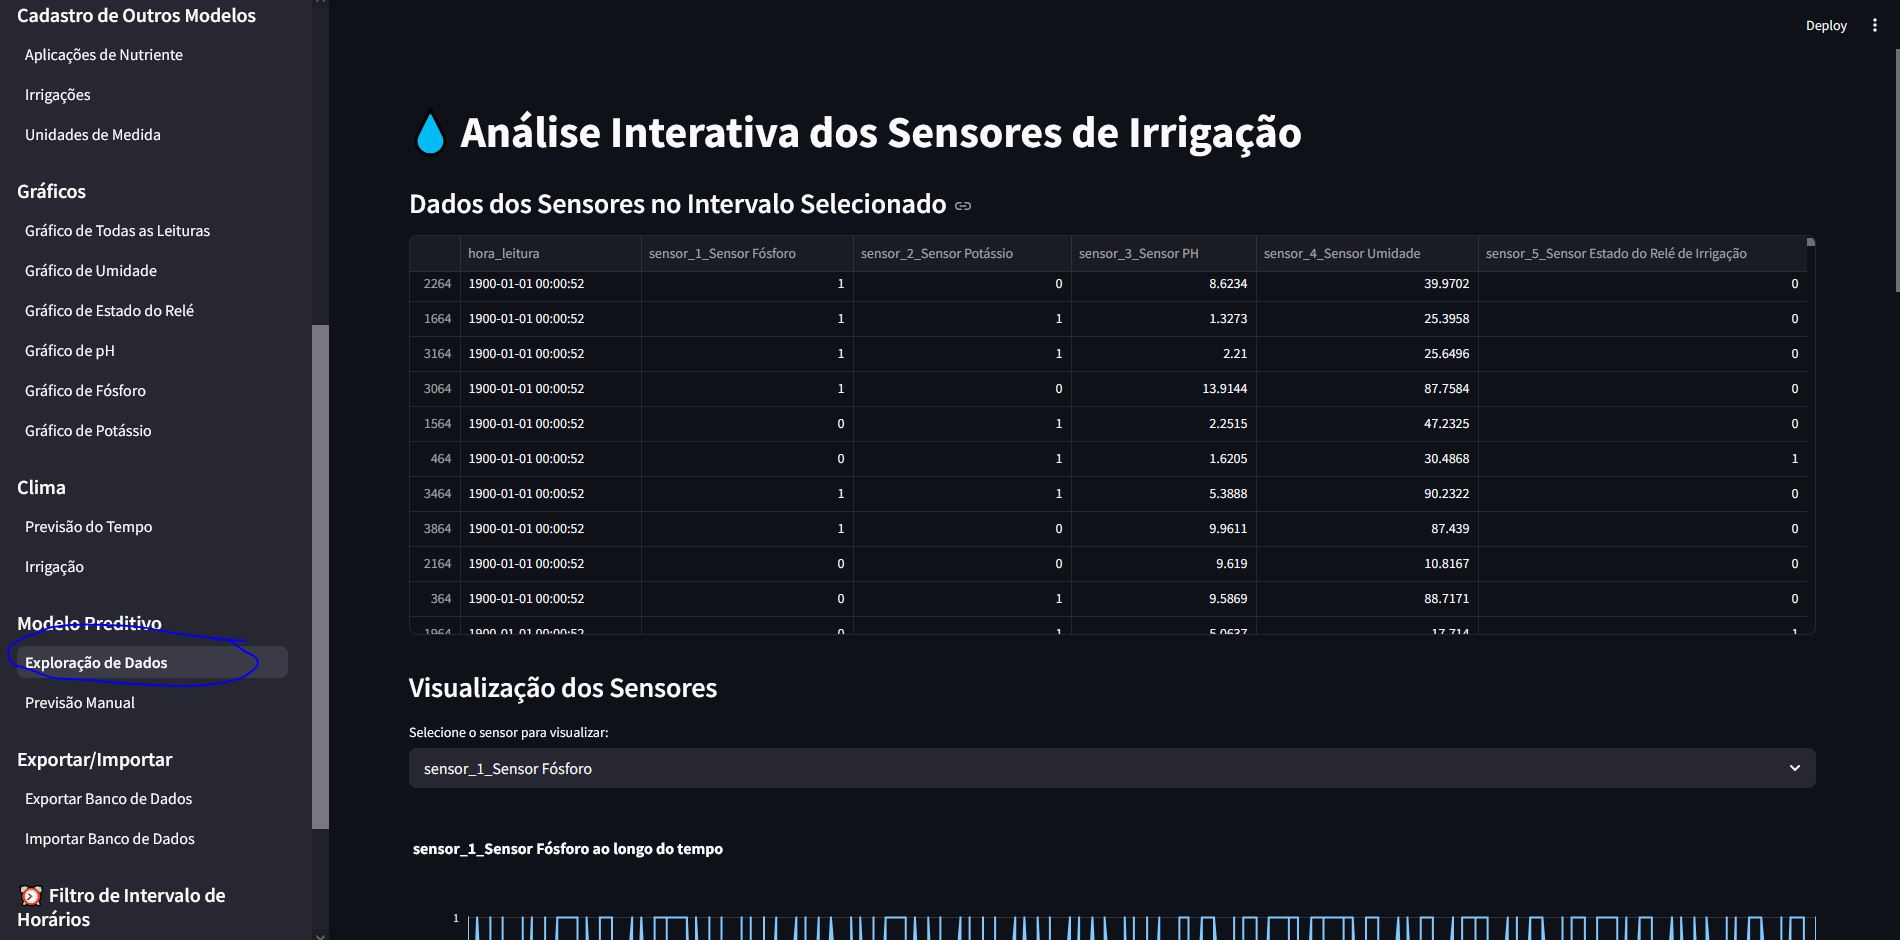 Cadastro de Outros Modelos
Aplicações de Nutriente
Irrigações
Unidades de Medida
Gráficos
Gráfico de Todas as Leituras
Gráfico de Umidade
Gráfico de Estado do Relé
Gráfico de pH
Gráfico de Fósforo
Gráfico de Potássio
Clima
Previsão do Tempo
Irrigação
Modelo Preditivo
Exploração de Dados
Previsão Manual
Exportar/Importar
Exportar Banco de Dados
Importar Banco de Dados
Filtro de Intervalo de
Horários
Deploy
Análise Interativa dos Sensores de Irrigação
Dados dos Sensores no Intervalo Selecionado
hora_leitura sensor_1_Sensor Fósforo sensor_2_Sensor Potássio sensor_3_Sensor PH sensor_4_Sensor Umidade sensor_5_Sensor Estado do Relé de Irrigação
2264 1900-01-01 00:00:52 1 0 8.6234 39.9702 0
1664 1900-01-01 00:00:52 1 1 1.3273 25.3958 0
3164 1900-01-01 00:00:52 1 1 2.21 25.6496 0
3064 1900-01-01 00:00:52 1 0 13.9144 87.7584 0
1564 1900-01-01 00:00:52 0 1 2.2515 47.2325 0
464 1900-01-01 00:00:52 0 1 1.6205 30.4868 1
3464 1900-01-01 00:00:52 1 1 5.3888 90.2322 0
3864 1900-01-01 00:00:52 1 0 9.9611 87.439 0
2164 1900-01-01 00:00:52 0 0 9.619 10.8167 0
364 1900-01-01 00:00:52 0 1 9.5869 88.7171 0
1964 1900-01-01 00:00:52 0 1 5.0637 17.714 1
Visualização dos Sensores
Selecione o sensor para visualizar:
sensor_1_Sensor Fósforo
sensor_1_Sensor Fósforo ao longo do tempo
1